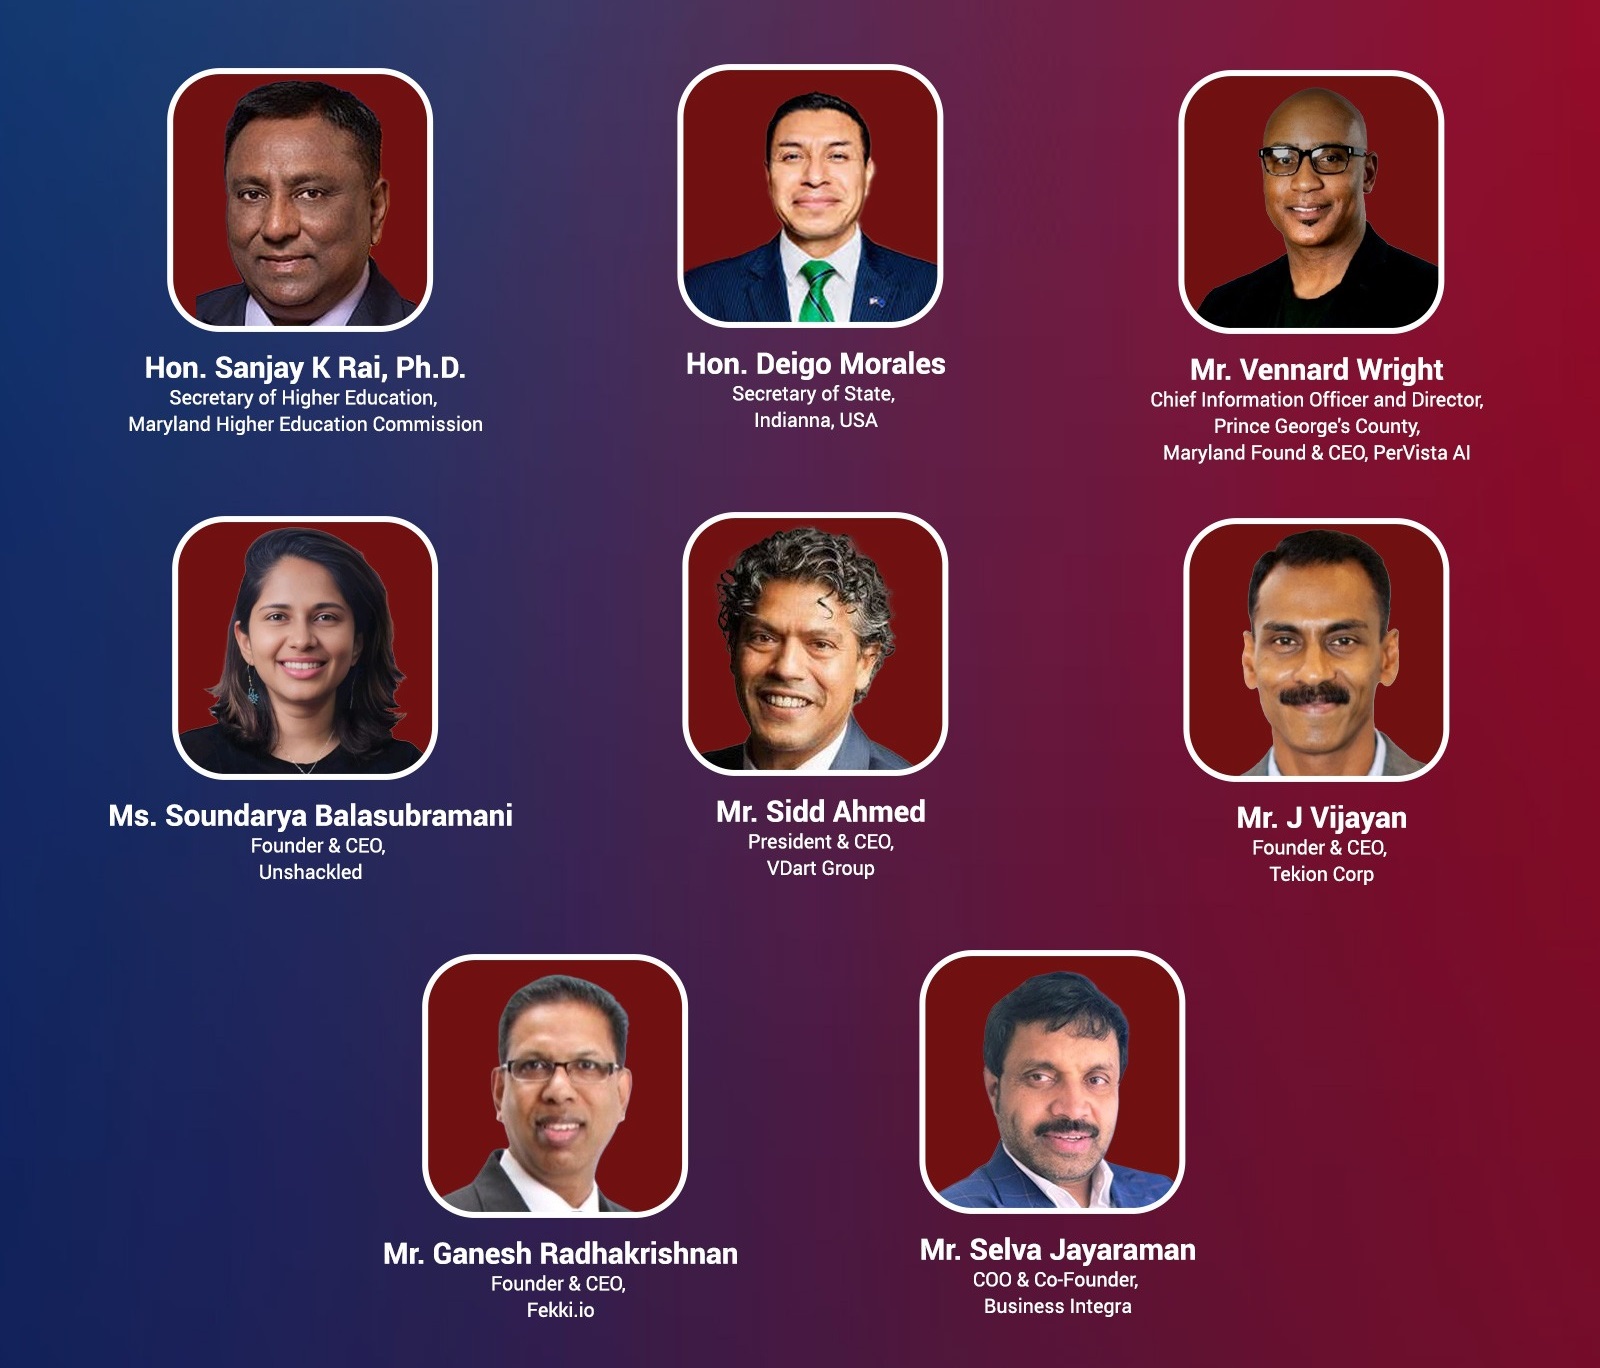 Hon. Sanjay K Rai, Ph.D.
Secretary of Higher Education,
Maryland Higher Education Commission
Hon. Deigo Morales
Secretary of State,
Indianna, USA
Mr. Vennard Wright
Chief Information Officer and Director,
Prince George's County,
Maryland Found & CEO, PerVista AI
Ms. Soundarya Balasubramani
Founder & CEO,
Unshackled
Mr. Sidd Ahmed
President & CEO,
VDart Group
Mr. J Vijayan
Founder & CEO,
Tekion Corp
Mr. Ganesh Radhakrishnan
Founder & CEO,
Fekki.io
Mr. Selva Jayaraman
COO & Co-Founder,
Business Integra